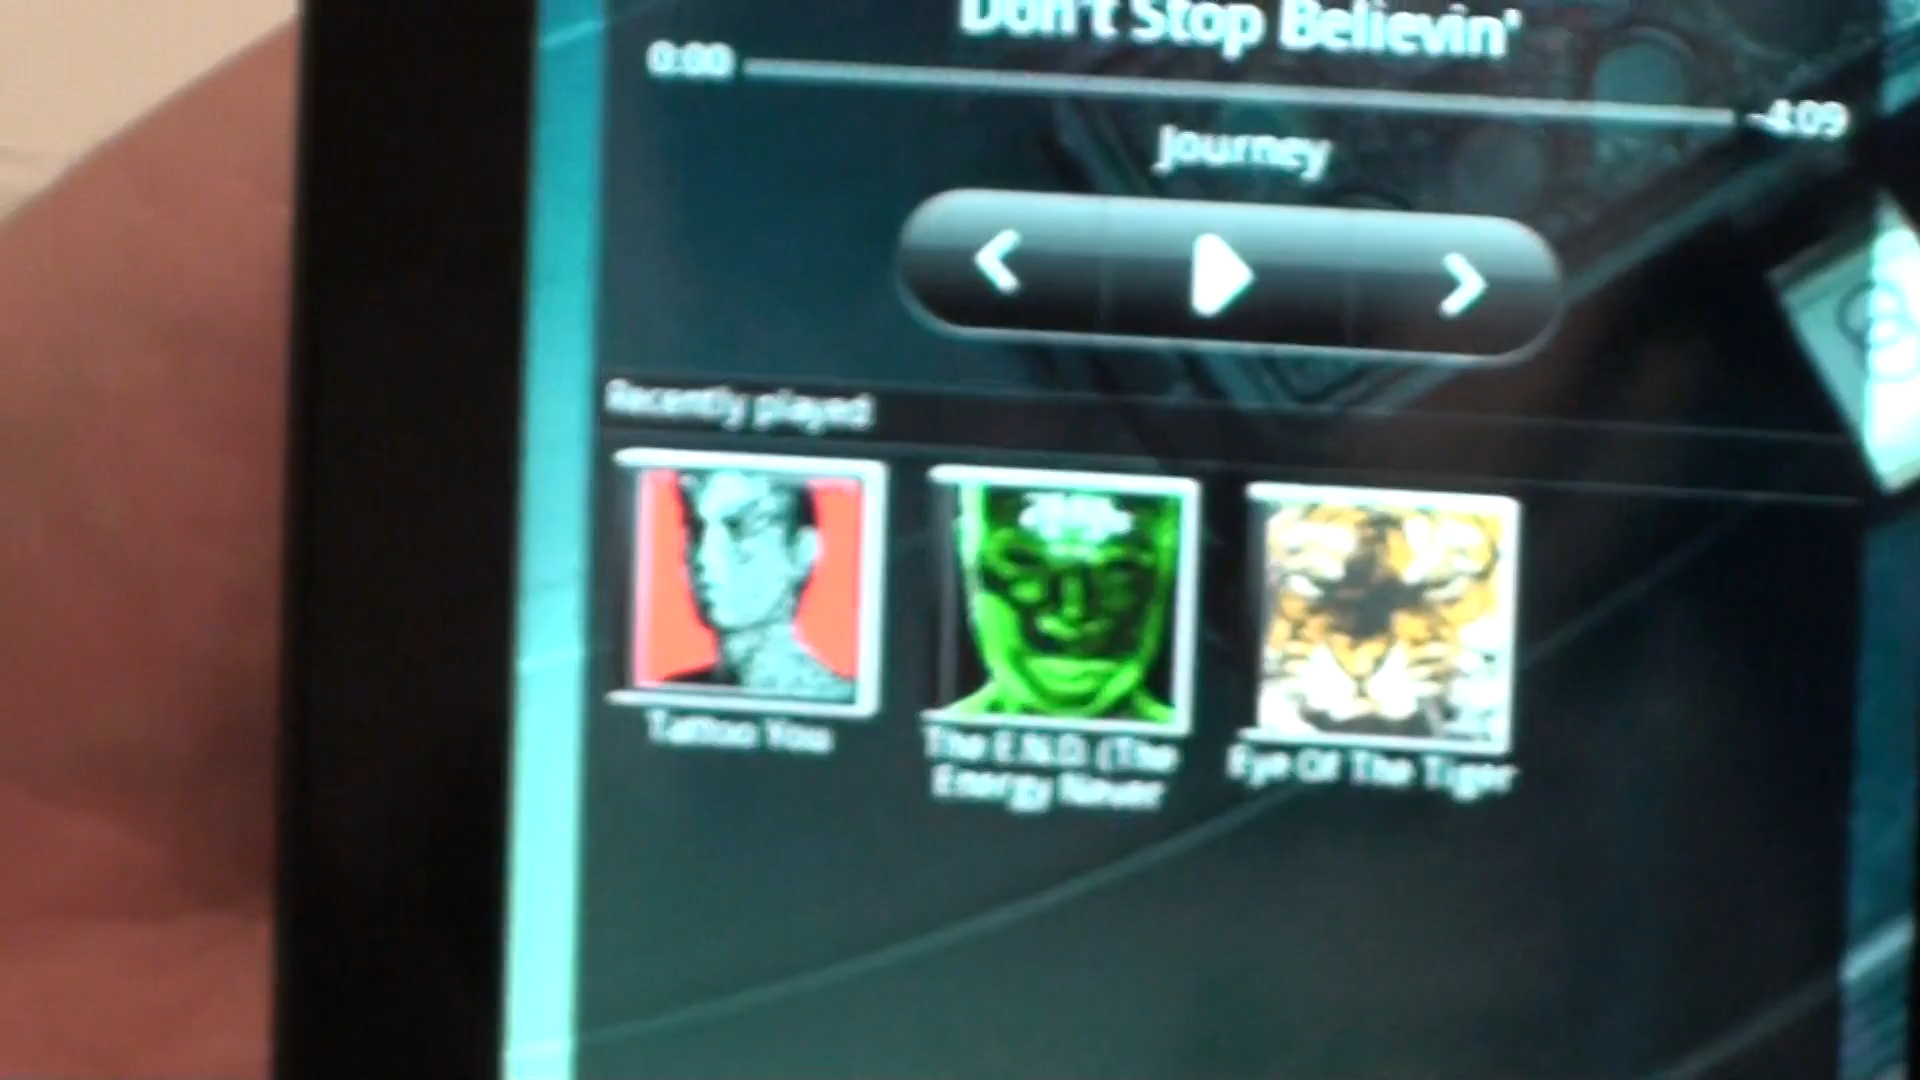 Don't Stop Believin'
0:00
-4:09
Journey
Recently played
Tattoo You
The E.N.D. (The
Energy Never
Eye Of The Tiger